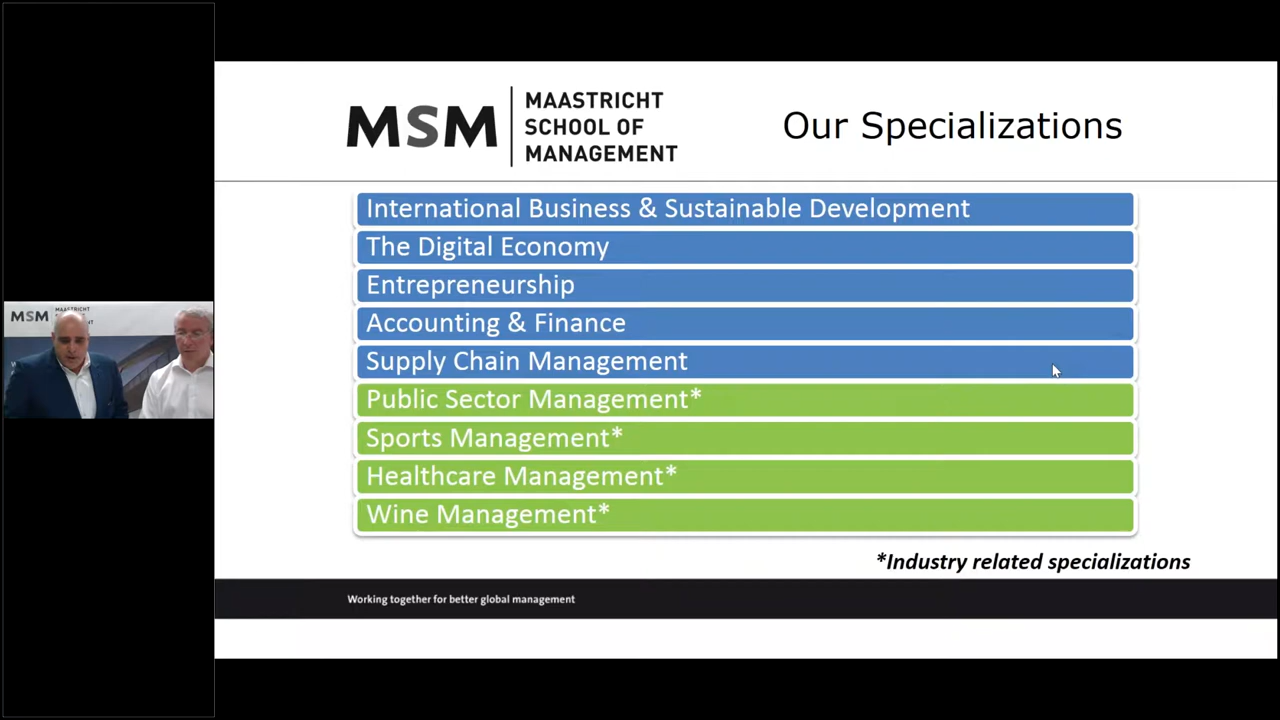 MSM
MAASTRICHT
SCHOOL OF
MANAGEMENT
Our Specializations
International Business & Sustainable Development
The Digital Economy
Entrepreneurship
Accounting & Finance
Supply Chain Management
Public Sector Management*
Sports Management*
Healthcare Management*
Wine Management*
*Industry related specializations
Working together for better global management
MSM
MAASTRICHT